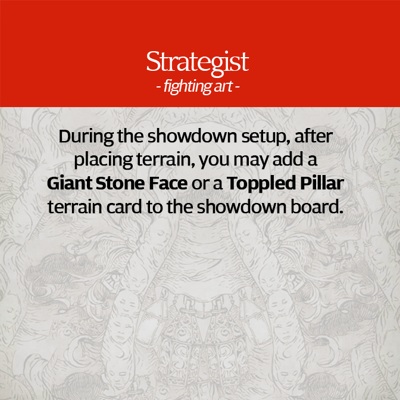 Strategist
- fighting art -
During the showdown setup, after
placing terrain, you may add a
Giant Stone Face or a Toppled Pillar
terrain card to the showdown board.